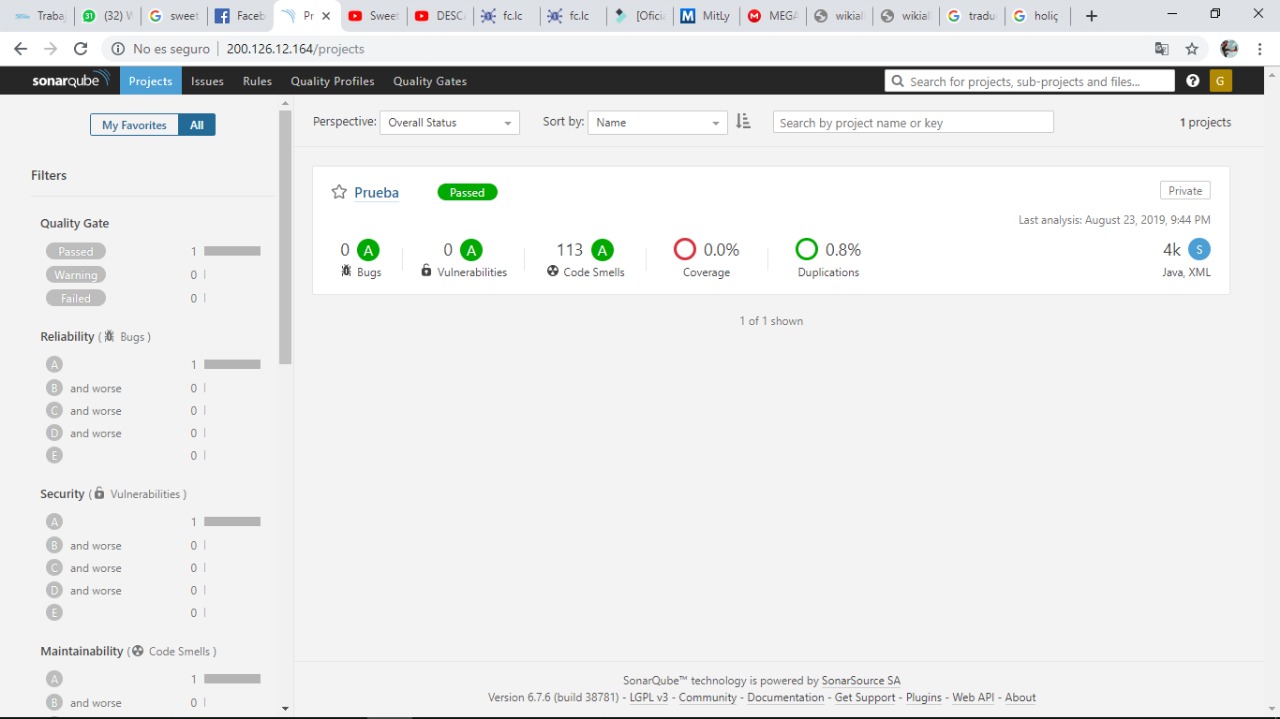 Trabaj (32) W sweet Faceb Pr Sweet DESCA fc.lc fc.lc [Oficia MitLy MEGA wikial wikial tradu holiç
No es seguro 200.126.12.164/projects
sonarqube Projects Issues Rules Quality Profiles Quality Gates Search for projects, sub-projects and files... G
My Favorites All
Perspective: Overall Status Sort by: Name Search by project name or key 1 projects
Filters
Prueba Passed Private
Last analysis: August 23, 2019, 9:44 PM
0 A 0 A 113 A 0.0% 0.8% 4k S
Bugs Vulnerabilities Code Smells Coverage Duplications Java, XML
1 of 1 shown
Quality Gate
Passed 1
Warning 0
Failed 0
Reliability ( Bugs )
A 1
B and worse 0
C and worse 0
D and worse 0
E 0
Security ( Vulnerabilities )
A 1
B and worse 0
C and worse 0
D and worse 0
E 0
Maintainability ( Code Smells )
A 1
B and worse 0
SonarQube™ technology is powered by SonarSource SA
Version 6.7.6 (build 38781) - LGPL v3 - Community - Documentation - Get Support - Plugins - Web API - About